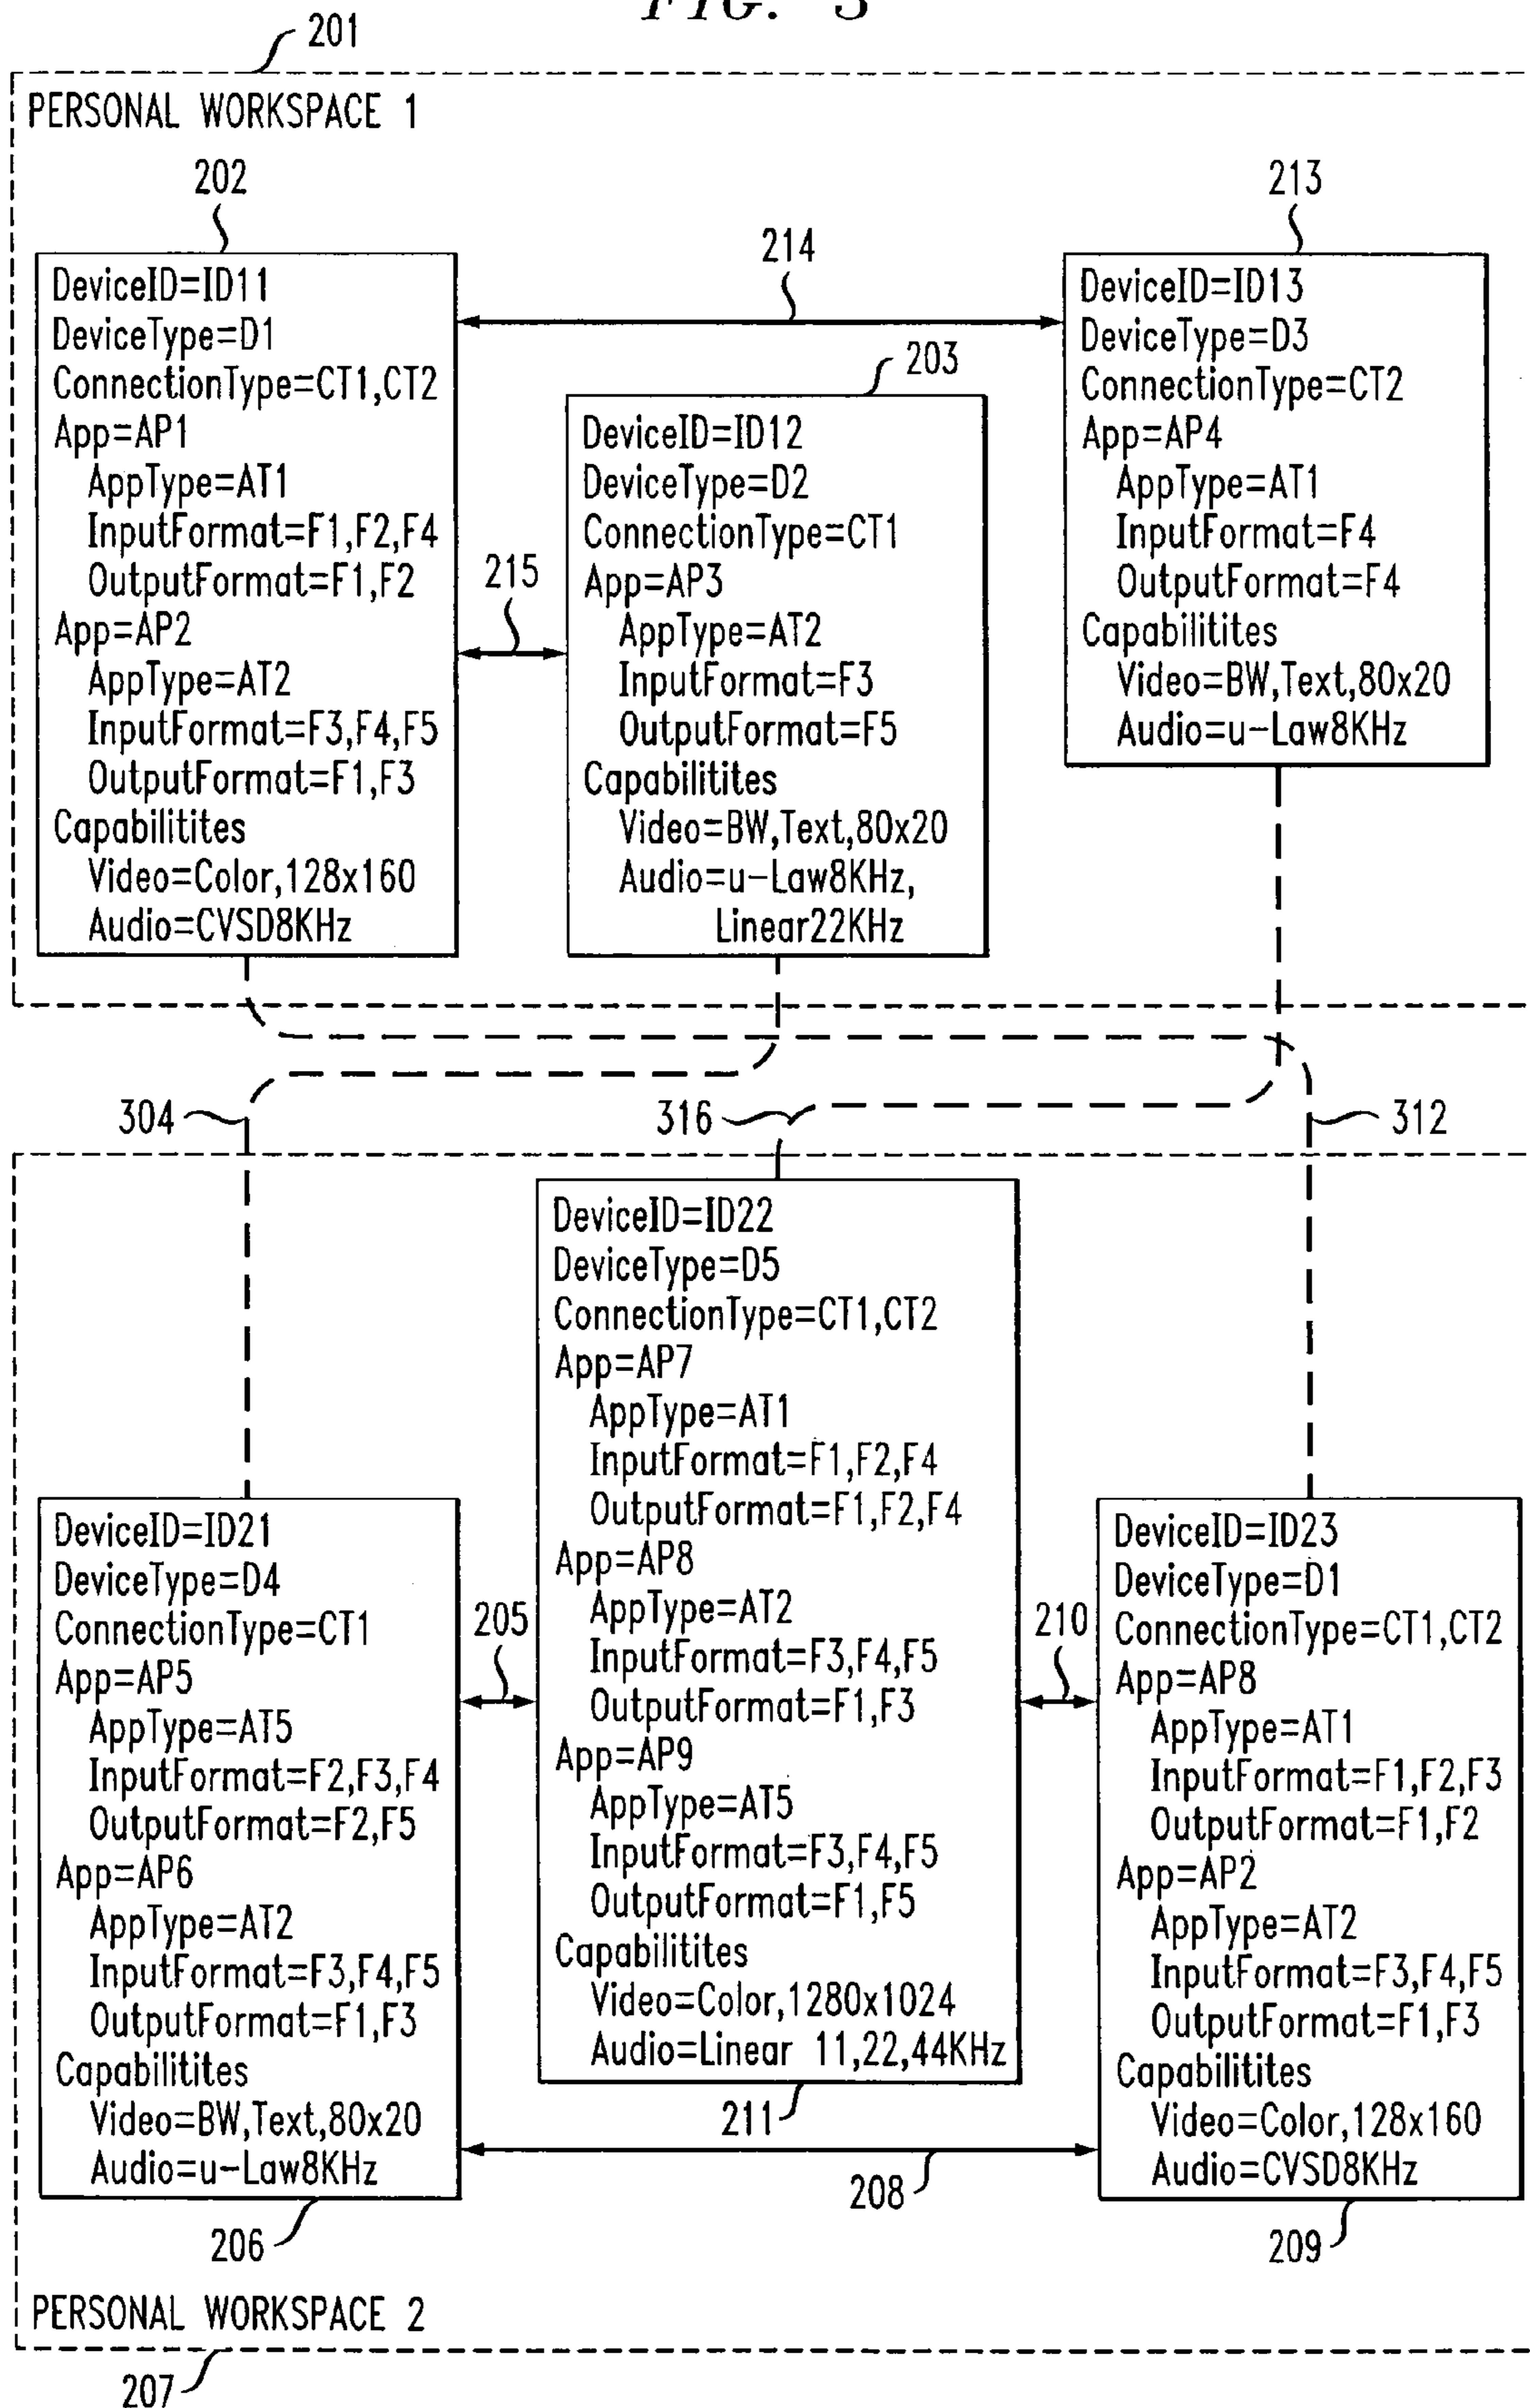 FIG. 3
201
PERSONAL WORKSPACE 1
202
DeviceID=ID11
DeviceType=D1
ConnectionType=CT1,CT2
App=AP1
AppType=AT1
InputFormat=F1,F2,F4
OutputFormat=F1,F2
App=AP2
AppType=AT2
InputFormat=F3,F4,F5
OutputFormat=F1,F3
Capabilitites
Video=Color,128x160
Audio=CVSD8KHz
214
215
203
DeviceID=ID12
DeviceType=D2
ConnectionType=CT1
App=AP3
AppType=AT2
InputFormat=F3
OutputFormat=F5
Capabilitites
Video=BW,Text,80x20
Audio=u-Law8KHz,
Linear22KHz
213
DeviceID=ID13
DeviceType=D3
ConnectionType=CT2
App=AP4
AppType=AT1
InputFormat=F4
OutputFormat=F4
Capabilitites
Video=BW,Text,80x20
Audio=u-Law8KHz
304
316
312
DeviceID=ID21
DeviceType=D4
ConnectionType=CT1
App=AP5
AppType=AT5
InputFormat=F2,F3,F4
OutputFormat=F2,F5
App=AP6
AppType=AT2
InputFormat=F3,F4,F5
OutputFormat=F1,F3
Capabilitites
Video=BW,Text,80x20
Audio=u-Law8KHz
206
205
DeviceID=ID22
DeviceType=D5
ConnectionType=CT1,CT2
App=AP7
AppType=AT1
InputFormat=F1,F2,F4
OutputFormat=F1,F2,F4
App=AP8
AppType=AT2
InputFormat=F3,F4,F5
OutputFormat=F1,F3
App=AP9
AppType=AT5
InputFormat=F3,F4,F5
OutputFormat=F1,F5
Capabilitites
Video=Color,1280x1024
Audio=Linear 11,22,44KHz
211
210
DeviceID=ID23
DeviceType=D1
ConnectionType=CT1,CT2
App=AP8
AppType=AT1
InputFormat=F1,F2,F3
OutputFormat=F1,F2
App=AP2
AppType=AT2
InputFormat=F3,F4,F5
OutputFormat=F1,F3
Capabilitites
Video=Color,128x160
Audio=CVSD8KHz
208
209
PERSONAL WORKSPACE 2
207